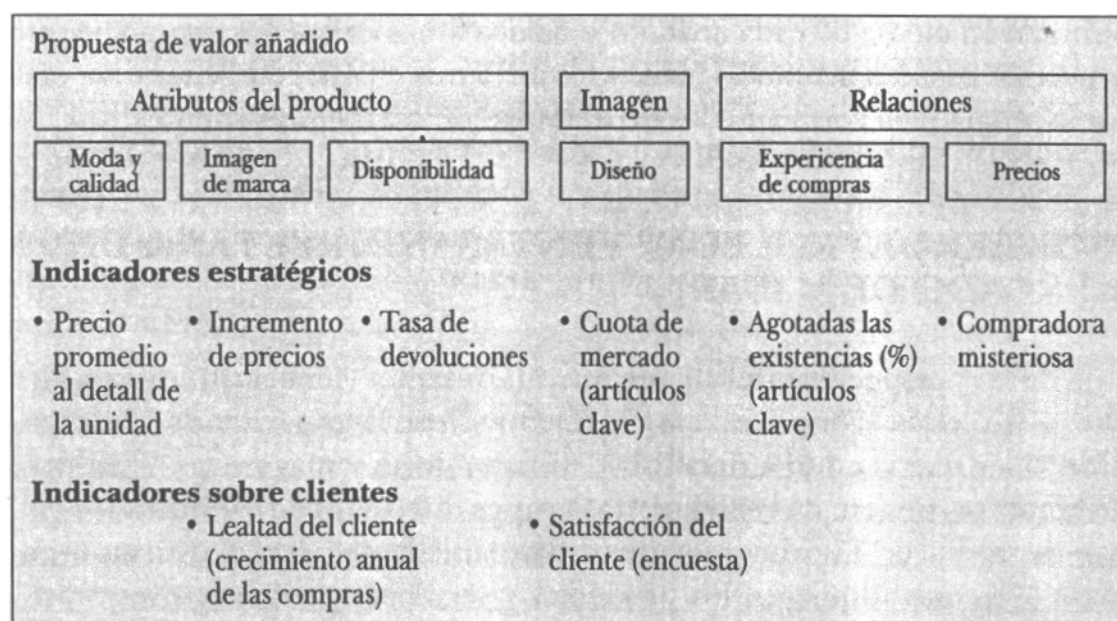 Propuesta de valor añadido
Atributos del producto
Imagen
Relaciones
Moda y
calidad
Imagen
de marca
Disponibilidad
Diseño
Expericencia
de compras
Precios
Indicadores estratégicos
• Precio
promedio
al detall de
la unidad
• Incremento
de precios
• Tasa de
devoluciones
• Cuota de
mercado
(artículos
clave)
• Agotadas las
existencias (%)
(artículos
clave)
• Compradora
misteriosa
Indicadores sobre clientes
• Lealtad del cliente
(crecimiento anual
de las compras)
• Satisfacción del
cliente (encuesta)